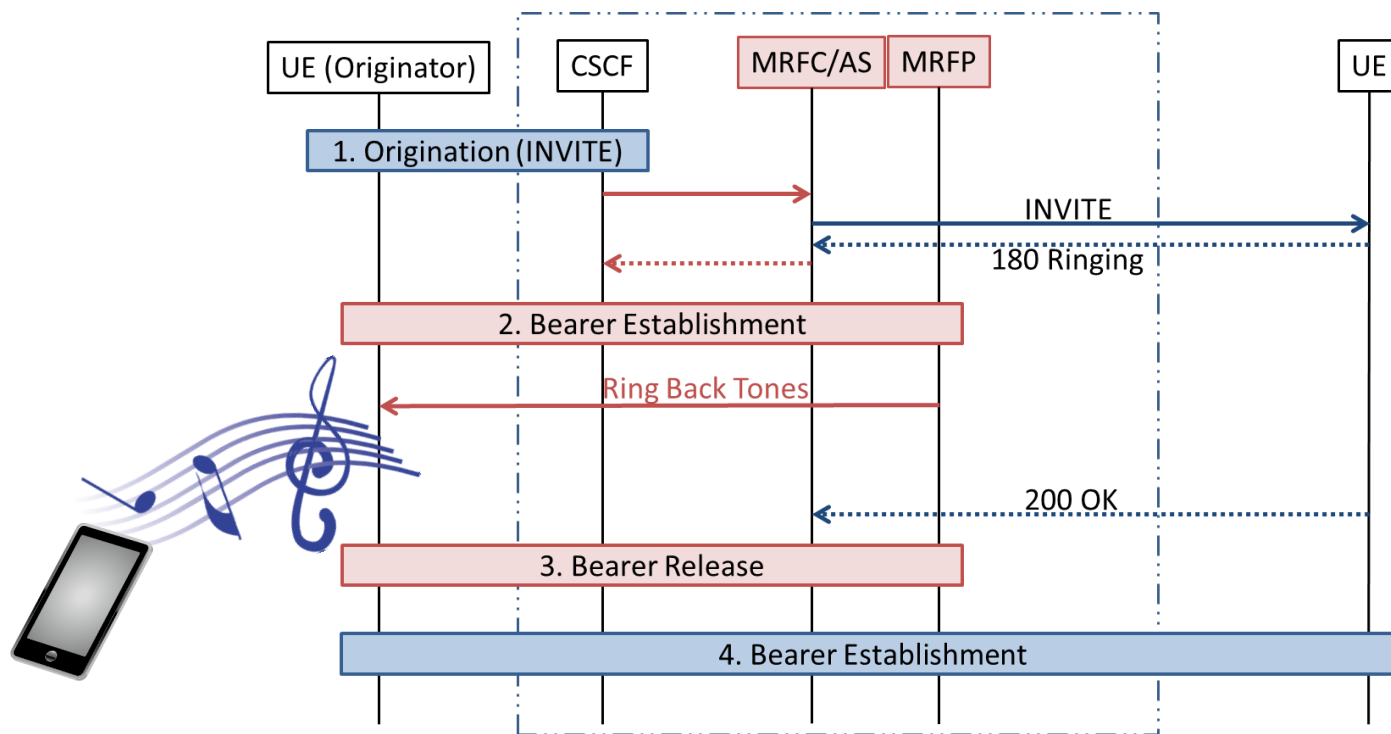 UE (Originator)
CSCF
MRFC/AS
MRFP
UE
1. Origination (INVITE)
INVITE
180 Ringing
2. Bearer Establishment
Ring Back Tones
200 OK
3. Bearer Release
4. Bearer Establishment